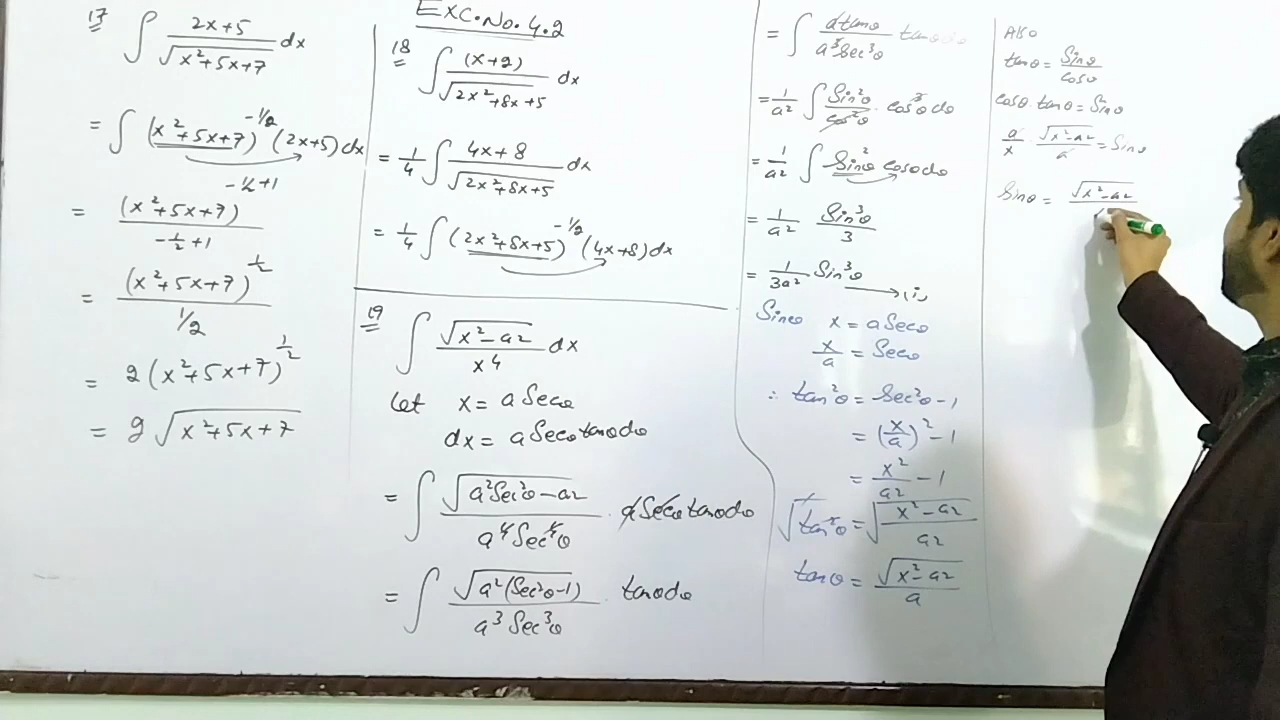 Exc. No. 4.2
17 ∫ (2x+5)/√(x²+5x+7) dx
= ∫ (x²+5x+7)^(-1/2) (2x+5) dx
= (x²+5x+7)^(-1/2+1) / (-1/2+1)
= (x²+5x+7)^(1/2) / (1/2)
= 2(x²+5x+7)^(1/2)
= 2√(x²+5x+7)
18 ∫ (x+2)/√(2x²+8x+5) dx
= 1/4 ∫ (4x+8)/√(2x²+8x+5) dx
= 1/4 ∫ (2x²+8x+5)^(-1/2) (4x+8) dx
19 ∫ √(x²-a²)/x⁴ dx
Let x = a Secθ
dx = a Secθ tanθ dθ
= ∫ √(a²Sec²θ-a²)/(a⁴Sec⁴θ) · a Secθ tanθ dθ
= ∫ √(a²(Sec²θ-1))/(a³Sec³θ) · tanθ dθ
= ∫ a tanθ/(a³Sec³θ) tanθ dθ
= 1/a² ∫ Sin²θ/cos²θ · cos³θ dθ
= 1/a² ∫ Sin²θ cosθ dθ
= 1/a² Sin³θ/3
= 1/3a² Sin³θ → (i)
Since x = a Secθ
x/a = Secθ
∴ tan²θ = Sec²θ - 1
= (x/a)² - 1
= x²/a² - 1
√tan²θ = √((x²-a²)/a²)
tanθ = √(x²-a²)/a
Also
tanθ = Sinθ/cosθ
cosθ · tanθ = Sinθ
a/x · √(x²-a²)/a = Sinθ
Sinθ = √(x²-a²)/